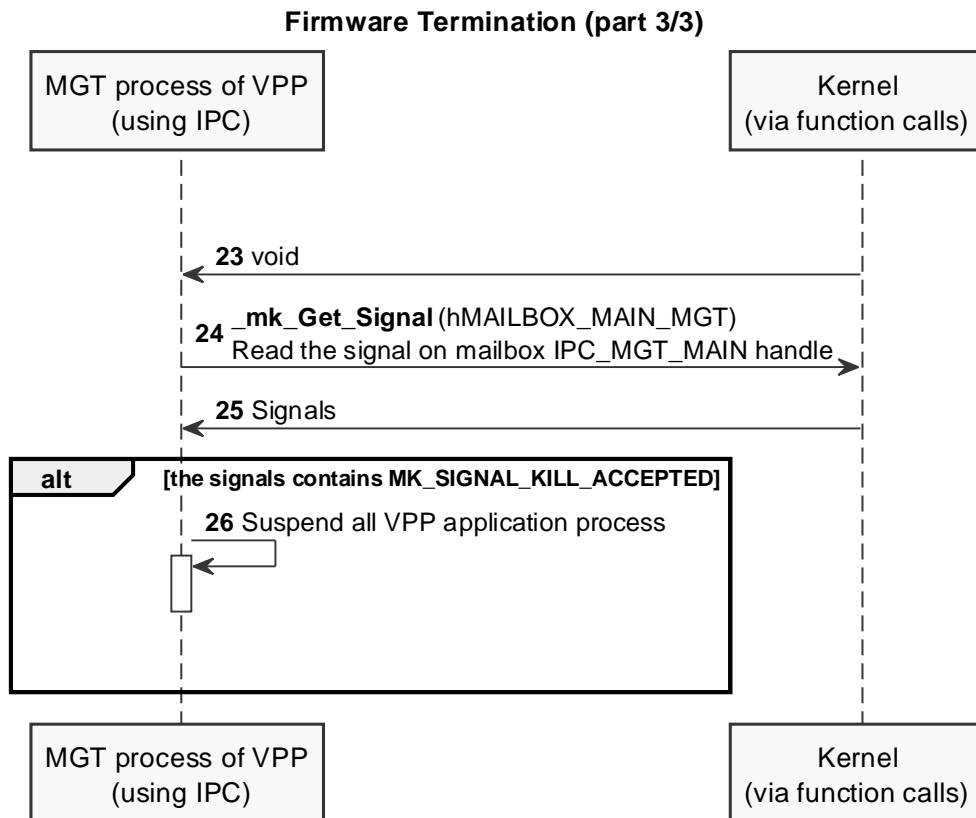 Firmware Termination (part 3/3)
MGT process of VPP
(using IPC)
Kernel
(via function calls)
23 void
24 _mk_Get_Signal (hMAILBOX_MAIN_MGT)
Read the signal on mailbox IPC_MGT_MAIN handle
25 Signals
alt [the signals contains MK_SIGNAL_KILL_ACCEPTED]
26 Suspend all VPP application process
MGT process of VPP
(using IPC)
Kernel
(via function calls)